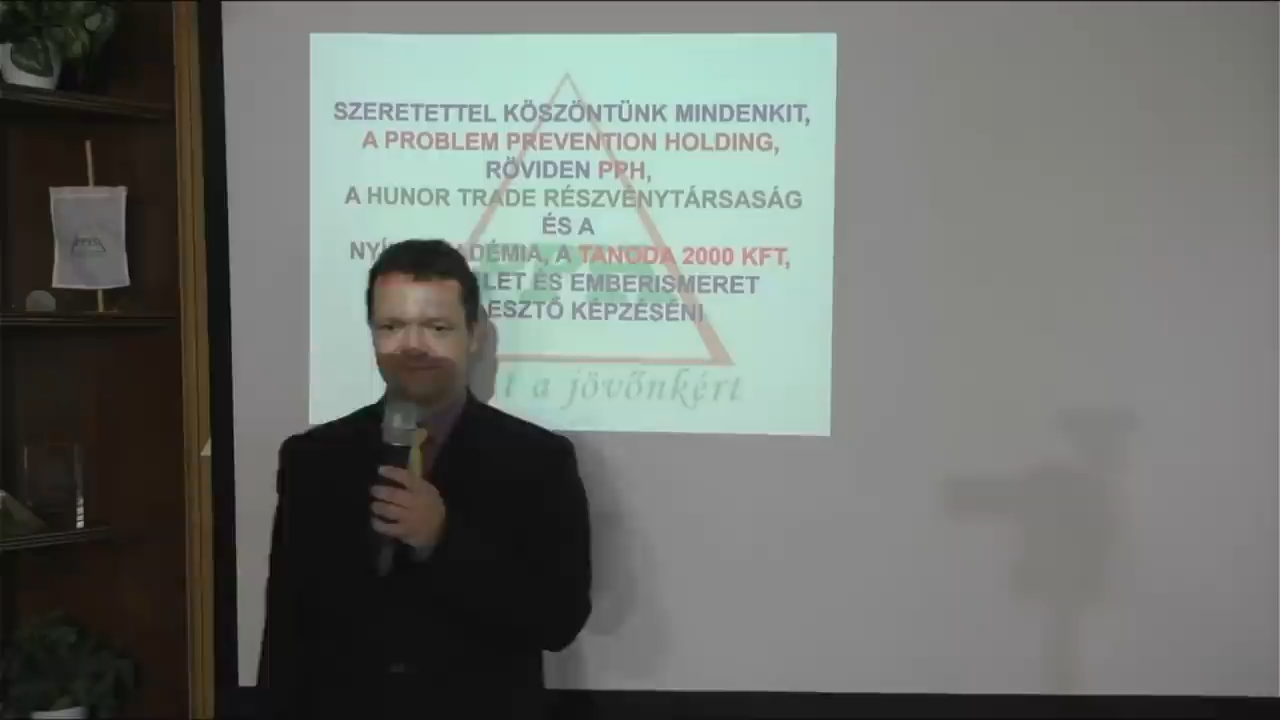 SZERETETTEL KÖSZÖNTÜNK MINDENKIT,
A PROBLEM PREVENTION HOLDING,
RÖVIDEN PPH,
A HUNOR TRADE RÉSZVÉNYTÁRSASÁG
ÉS A
A TANODA 2000 KFT,
ÉS EMBERISMERET
KÉPZÉSÉN!
a jövőnkért